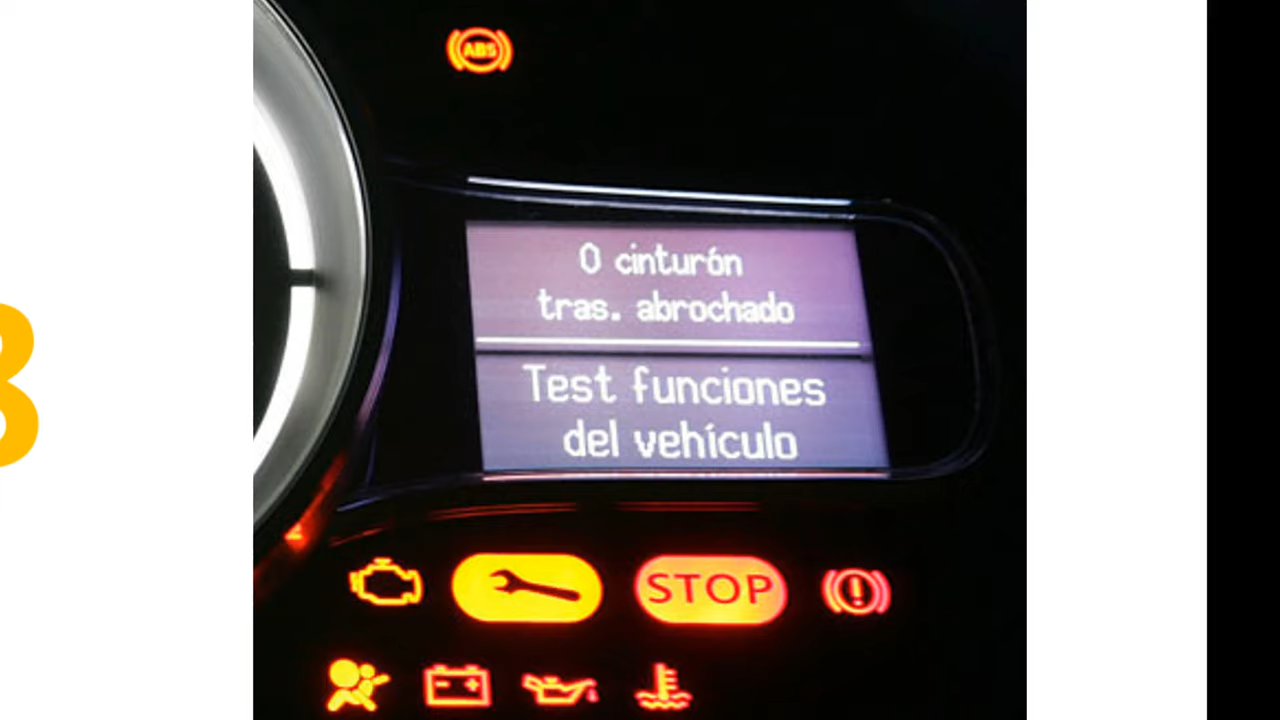 ABS
0 cinturón
tras. abrochado
Test funciones
del vehículo
STOP